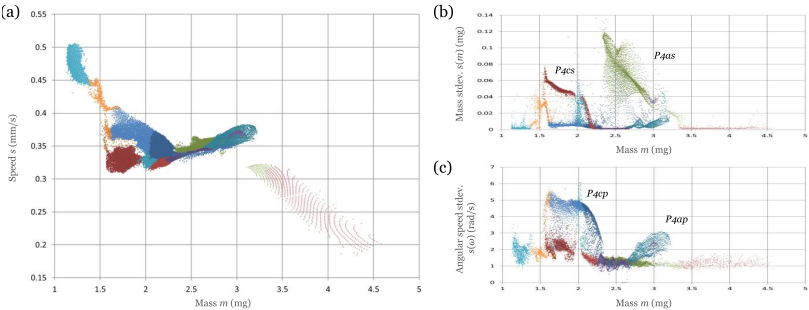 (a)
0.55
0.5
0.45
0.4
0.35
0.3
0.25
0.2
0.15
Speed s (mm/s)
1 1.5 2 2.5 3 3.5 4 4.5 5
Mass m (mg)
(b)
0.14
0.12
0.1
0.08
0.06
0.04
0.02
0
Mass stdev. s(m) (mg)
P4cs
P4as
1 1.5 2 2.5 3 3.5 4 4.5 5
Mass m (mg)
(c)
7
6
5
4
3
2
1
0
Angular speed stdev.
s(ω) (rad/s)
P4cp
P4ap
1 1.5 2 2.5 3 3.5 4 4.5 5
Mass m (mg)